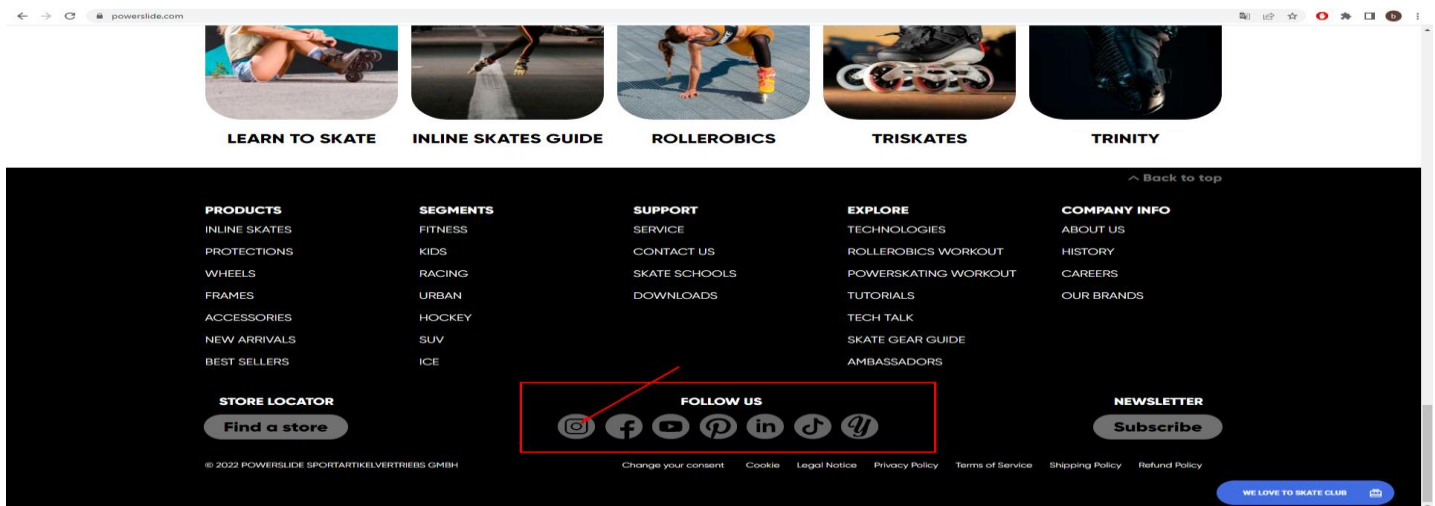 powerslide.com
LEARN TO SKATE
INLINE SKATES GUIDE
ROLLEROBICS
TRISKATES
TRINITY
Back to top
PRODUCTS
INLINE SKATES
PROTECTIONS
WHEELS
FRAMES
ACCESSORIES
NEW ARRIVALS
BEST SELLERS
SEGMENTS
FITNESS
KIDS
RACING
URBAN
HOCKEY
SUV
ICE
SUPPORT
SERVICE
CONTACT US
SKATE SCHOOLS
DOWNLOADS
EXPLORE
TECHNOLOGIES
ROLLEROBICS WORKOUT
POWERSKATING WORKOUT
TUTORIALS
TECH TALK
SKATE GEAR GUIDE
AMBASSADORS
COMPANY INFO
ABOUT US
HISTORY
CAREERS
OUR BRANDS
STORE LOCATOR
Find a store
FOLLOW US
NEWSLETTER
Subscribe
© 2022 POWERSLIDE SPORTARTIKELVERTRIEBS GMBH
Change your consent Cookie Legal Notice Privacy Policy Terms of Service Shipping Policy Refund Policy
WE LOVE TO SKATE CLUB